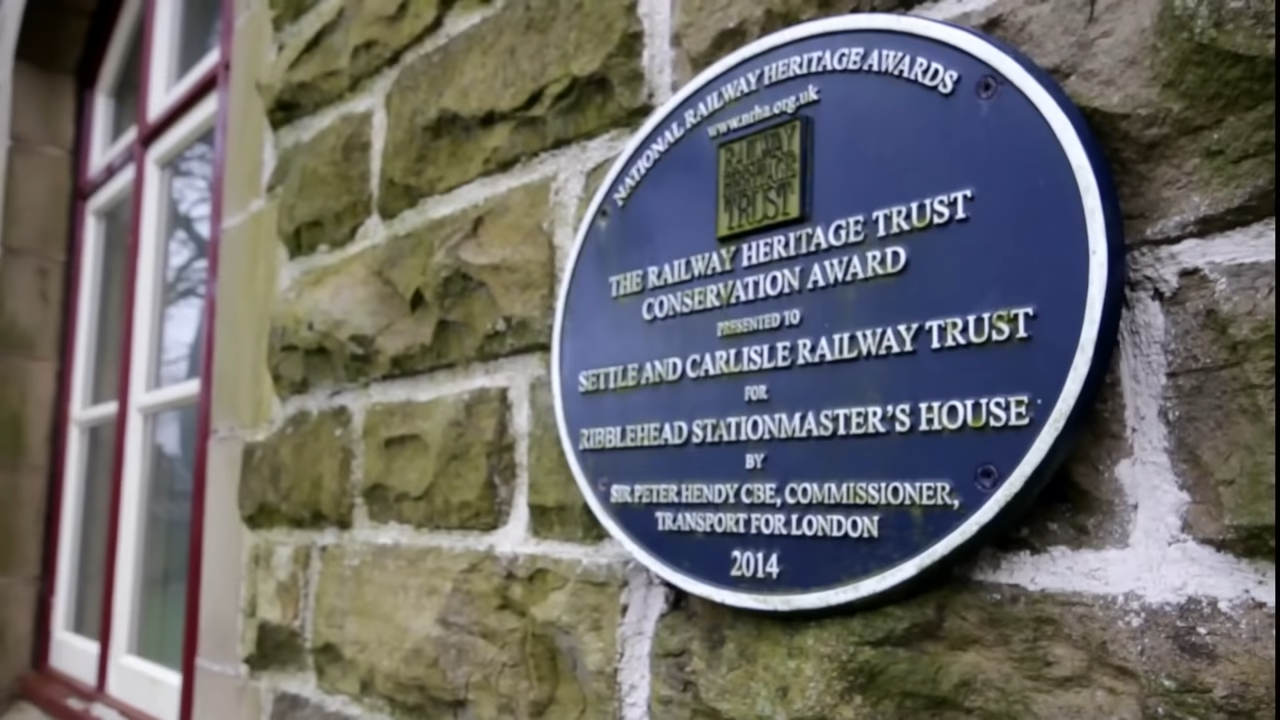 NATIONAL RAILWAY HERITAGE AWARDS
www.nrha.org.uk
RAILWAY
HERITAGE
TRUST
THE RAILWAY HERITAGE TRUST
CONSERVATION AWARD
PRESENTED TO
SETTLE AND CARLISLE RAILWAY TRUST
FOR
RIBBLEHEAD STATIONMASTER'S HOUSE
BY
SIR PETER HENDY CBE, COMMISSIONER,
TRANSPORT FOR LONDON
2014